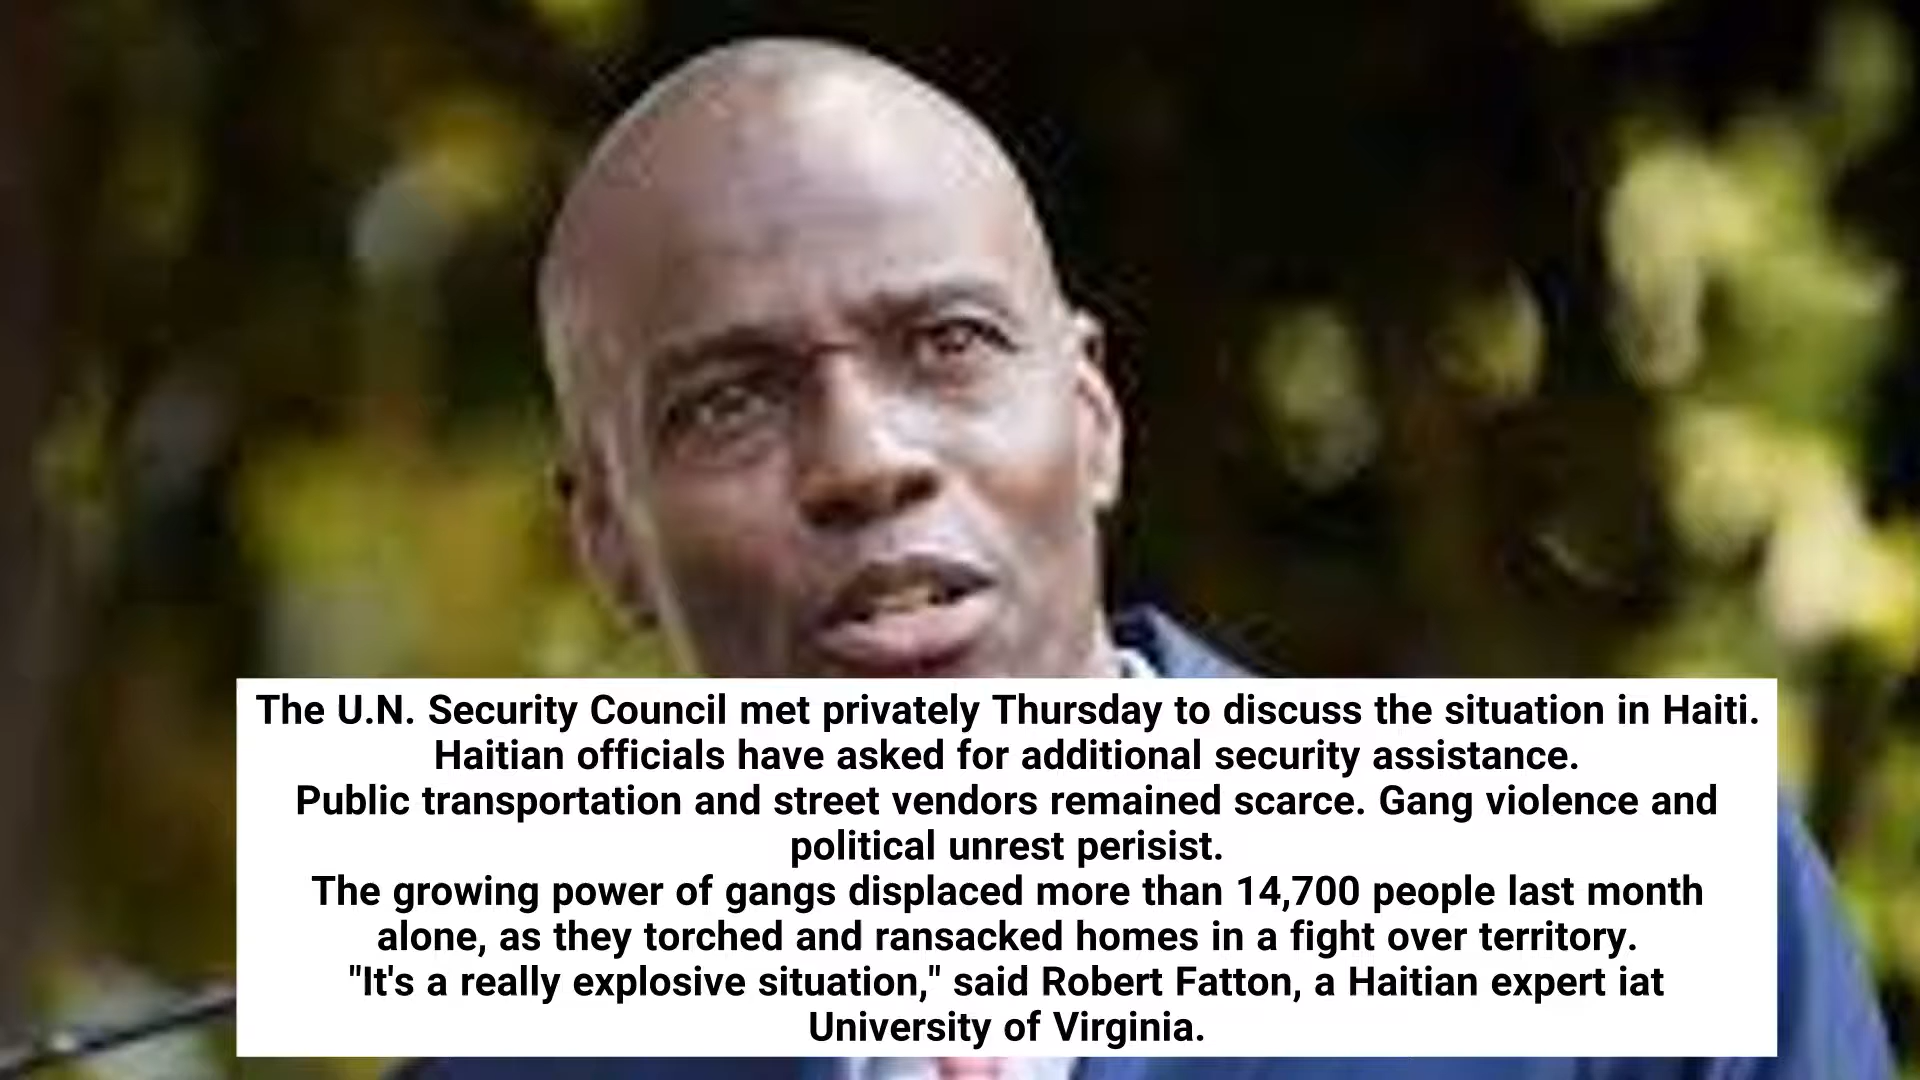 The U.N. Security Council met privately Thursday to discuss the situation in Haiti.
Haitian officials have asked for additional security assistance.
Public transportation and street vendors remained scarce. Gang violence and
political unrest perisist.
The growing power of gangs displaced more than 14,700 people last month
alone, as they torched and ransacked homes in a fight over territory.
"It's a really explosive situation," said Robert Fatton, a Haitian expert iat
University of Virginia.